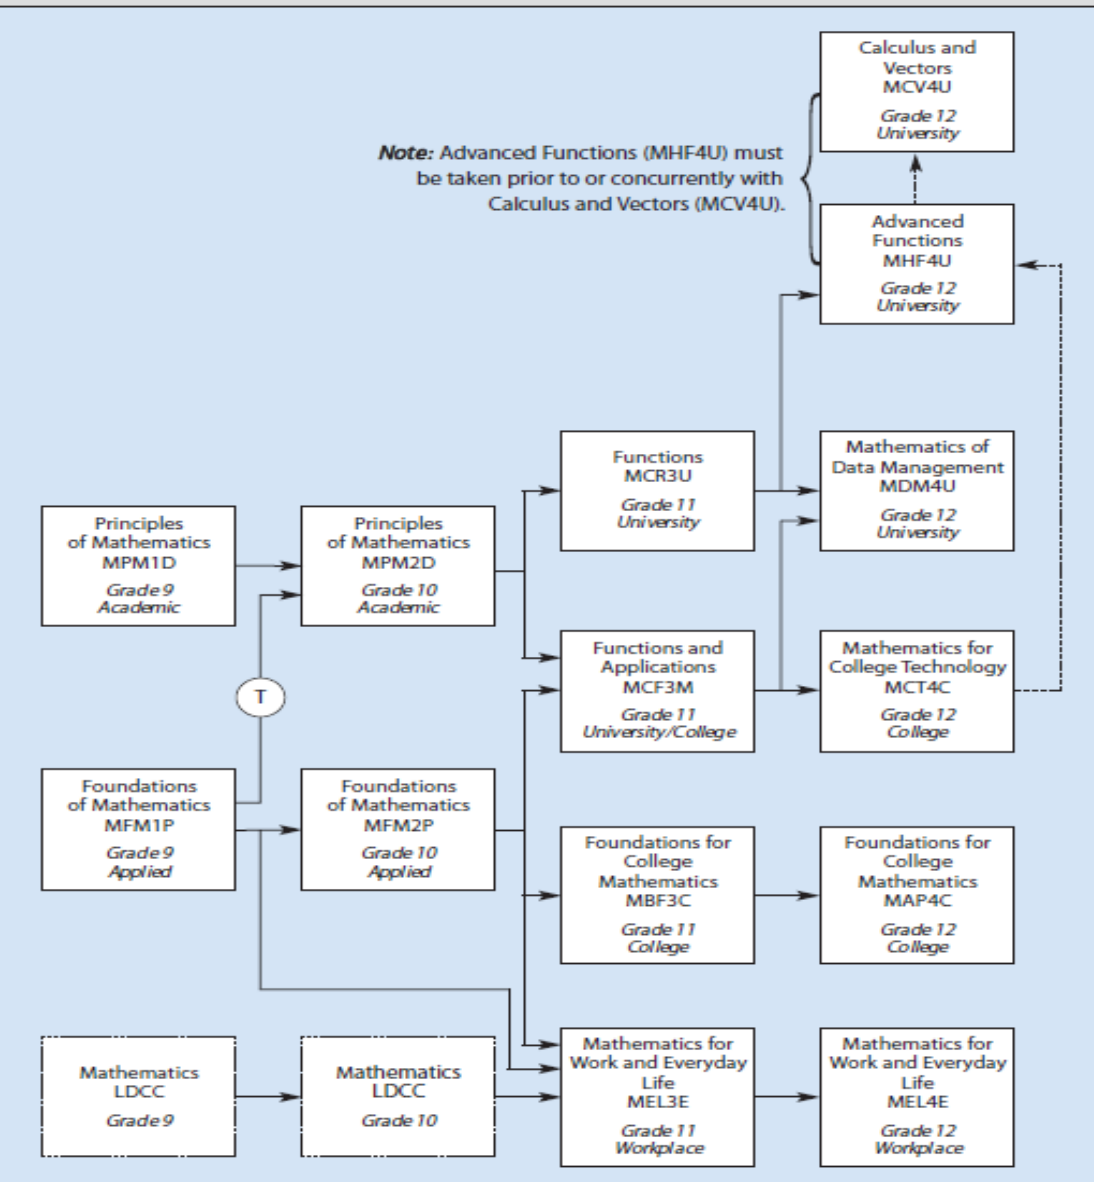 Calculus and
Vectors
MCV4U
Grade 12
University
Note: Advanced Functions (MHF4U) must
be taken prior to or concurrently with
Calculus and Vectors (MCV4U).
Advanced
Functions
MHF4U
Grade 12
University
Functions
MCR3U
Grade 11
University
Mathematics of
Data Management
MDM4U
Grade 12
University
Principles
of Mathematics
MPM1D
Grade 9
Academic
Principles
of Mathematics
MPM2D
Grade 10
Academic
Functions and
Applications
MCF3M
Grade 11
University/College
Mathematics for
College Technology
MCT4C
Grade 12
College
T
Foundations
of Mathematics
MFM1P
Grade 9
Applied
Foundations
of Mathematics
MFM2P
Grade 10
Applied
Foundations for
College
Mathematics
MBF3C
Grade 11
College
Foundations for
College
Mathematics
MAP4C
Grade 12
College
Mathematics
LDCC
Grade 9
Mathematics
LDCC
Grade 10
Mathematics for
Work and Everyday
Life
MEL3E
Grade 11
Workplace
Mathematics for
Work and Everyday
Life
MEL4E
Grade 12
Workplace